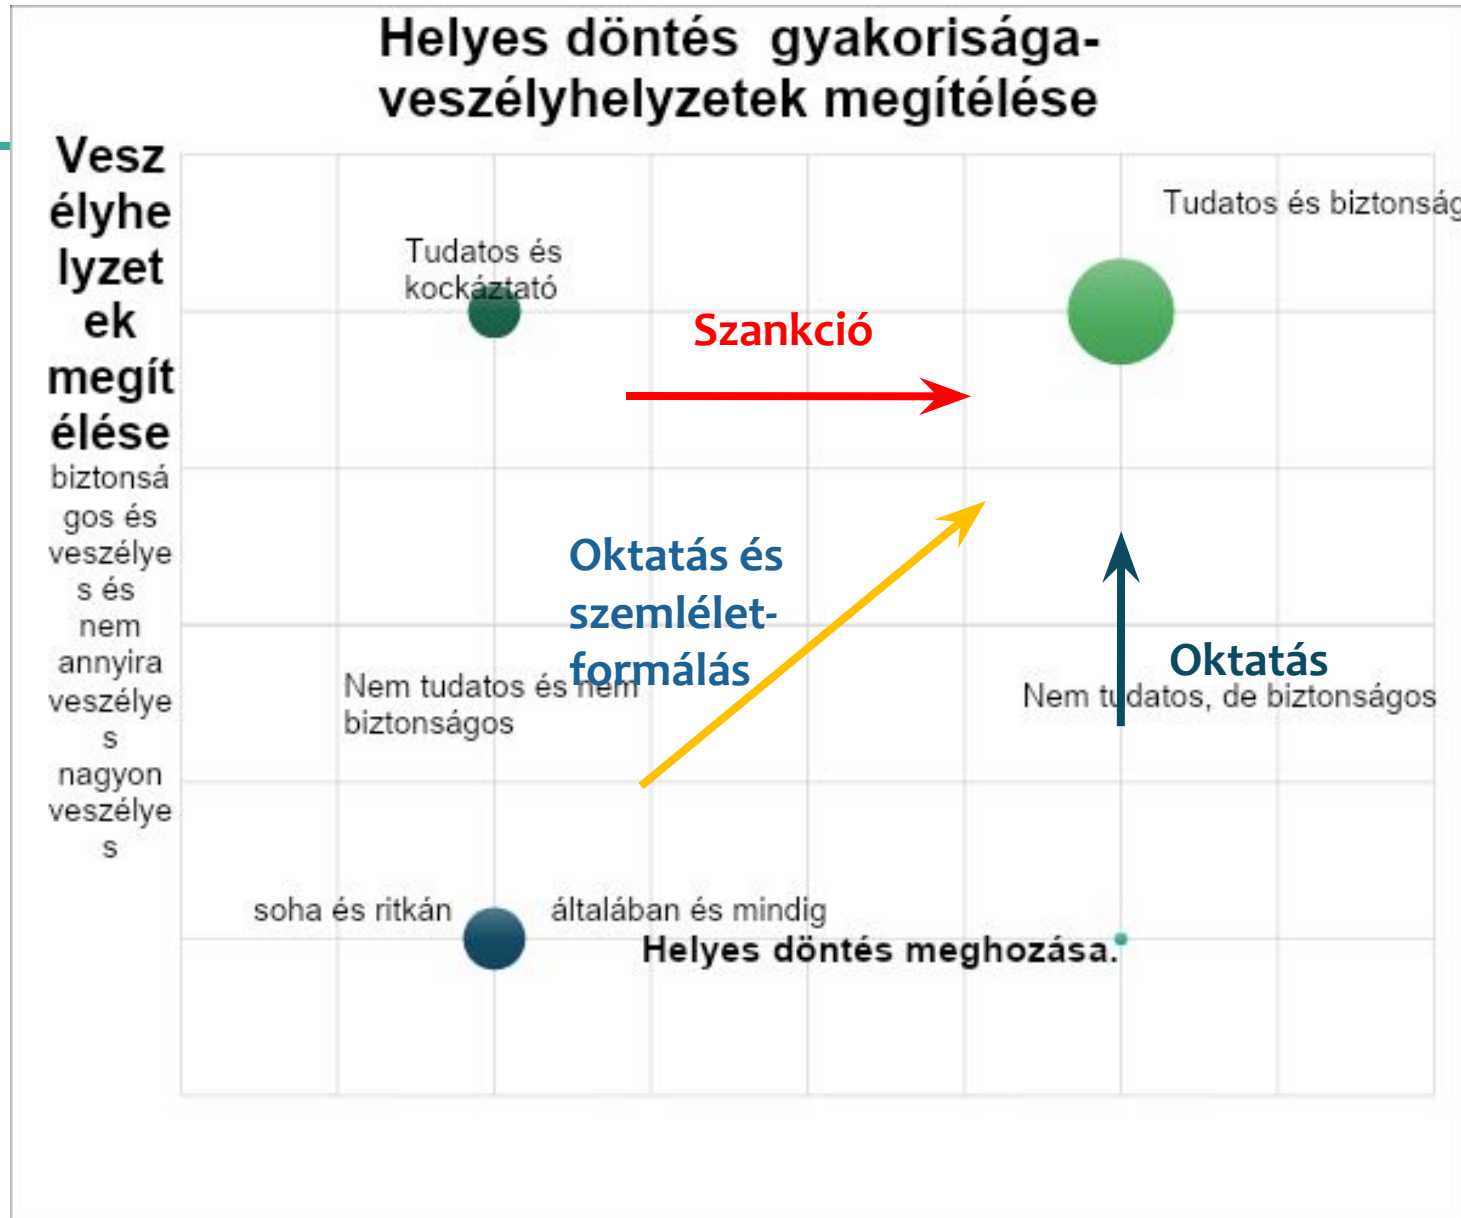 Helyes döntés gyakorisága-
veszélyhelyzetek megítélése
Vesz
élyhe
lyzet
ek
megít
élése
biztonsá
gos és
veszélye
s és
nem
annyira
veszélye
s
nagyon
veszélye
s
Tudatos és
kockáztató
Tudatos és biztonság
Szankció
Oktatás és
szemlélet-
formálás
Oktatás
Nem tudatos és nem
biztonságos
Nem tudatos, de biztonságos
soha és ritkán
általában és mindig
Helyes döntés meghozása.